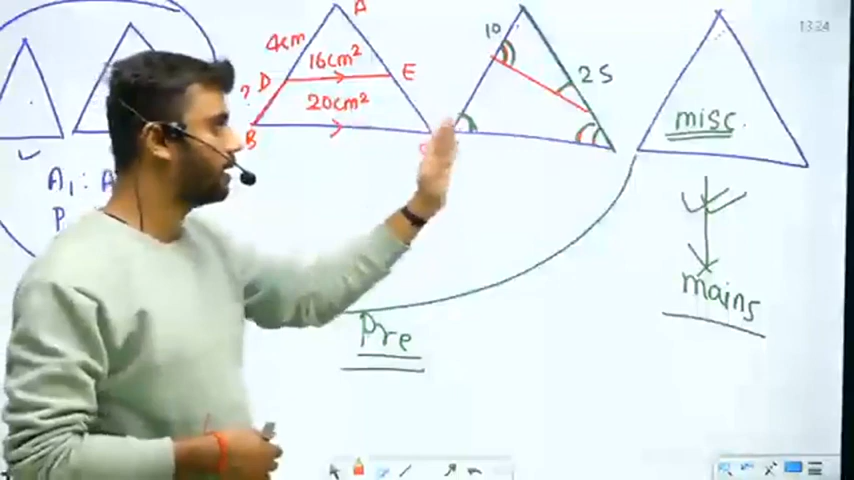 13:24
A
4cm
16cm²
? D
E
20cm²
B
10
25
misc.
A₁ : A
P
mains
Pre